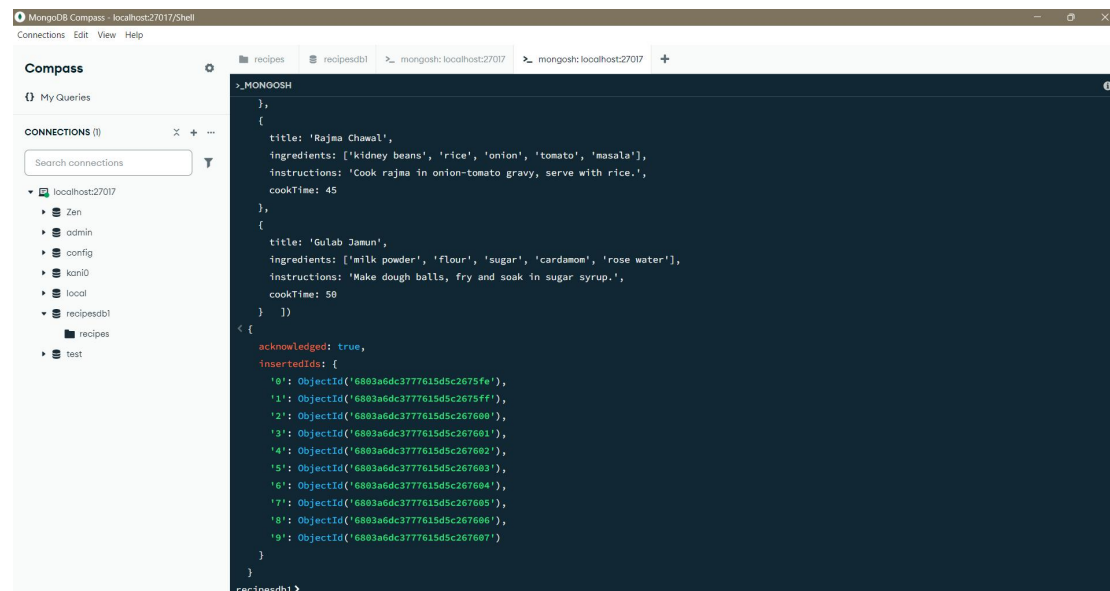 MongoDB Compass - localhost:27017/Shell
Connections Edit View Help
Compass
{} My Queries
CONNECTIONS (1)
Search connections
localhost:27017
Zen
admin
config
kani0
local
recipesdb1
recipes
test
recipes recipesdb1 >_ mongosh: localhost:27017 >_ mongosh: localhost:27017 +
>_MONGOSH
},
{
title: 'Rajma Chawal',
ingredients: ['kidney beans', 'rice', 'onion', 'tomato', 'masala'],
instructions: 'Cook rajma in onion-tomato gravy, serve with rice.',
cookTime: 45
},
{
title: 'Gulab Jamun',
ingredients: ['milk powder', 'flour', 'sugar', 'cardamom', 'rose water'],
instructions: 'Make dough balls, fry and soak in sugar syrup.',
cookTime: 50
} ])
< {
acknowledged: true,
insertedIds: {
'0': ObjectId('6803a6dc3777615d5c2675fe'),
'1': ObjectId('6803a6dc3777615d5c2675ff'),
'2': ObjectId('6803a6dc3777615d5c267600'),
'3': ObjectId('6803a6dc3777615d5c267601'),
'4': ObjectId('6803a6dc3777615d5c267602'),
'5': ObjectId('6803a6dc3777615d5c267603'),
'6': ObjectId('6803a6dc3777615d5c267604'),
'7': ObjectId('6803a6dc3777615d5c267605'),
'8': ObjectId('6803a6dc3777615d5c267606'),
'9': ObjectId('6803a6dc3777615d5c267607')
}
}
recipesdb1>